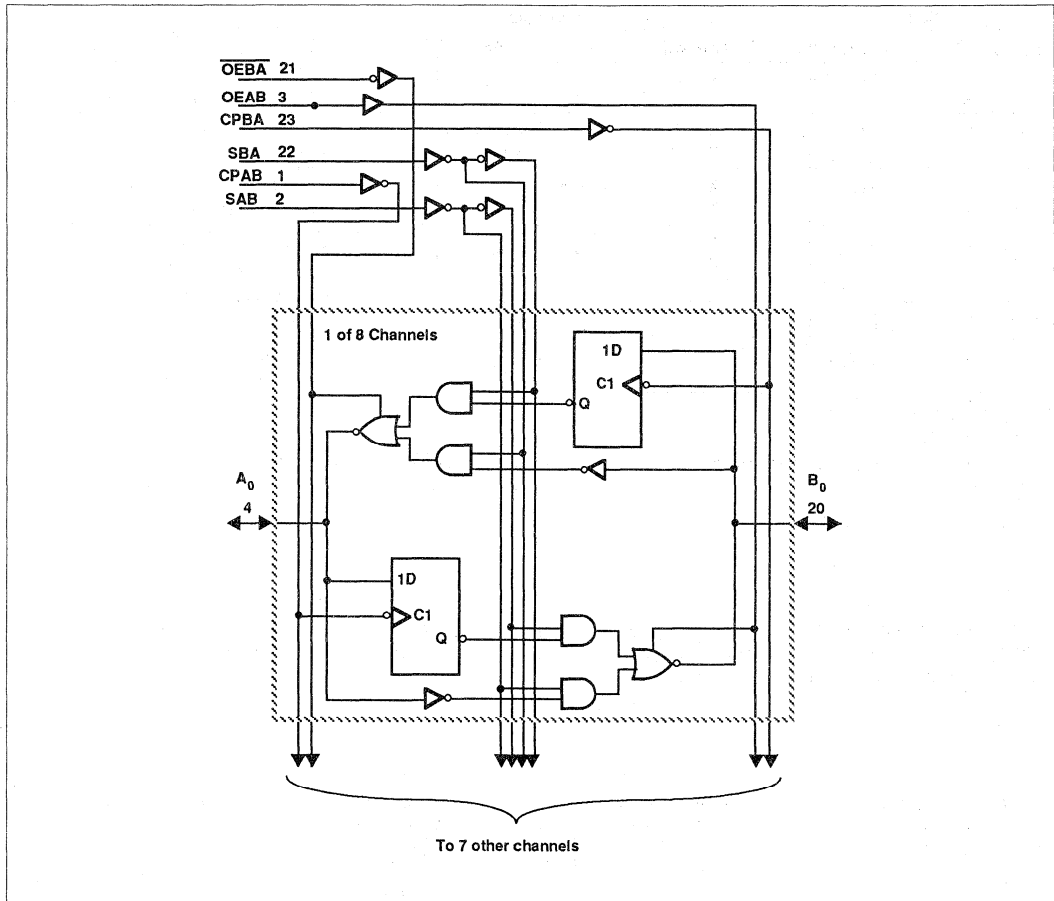 OEBA 21
OEAB 3
CPBA 23
SBA 22
CPAB 1
SAB 2
1 of 8 Channels
1D
C1
Q
A0
4
B0
20
1D
C1
Q
To 7 other channels